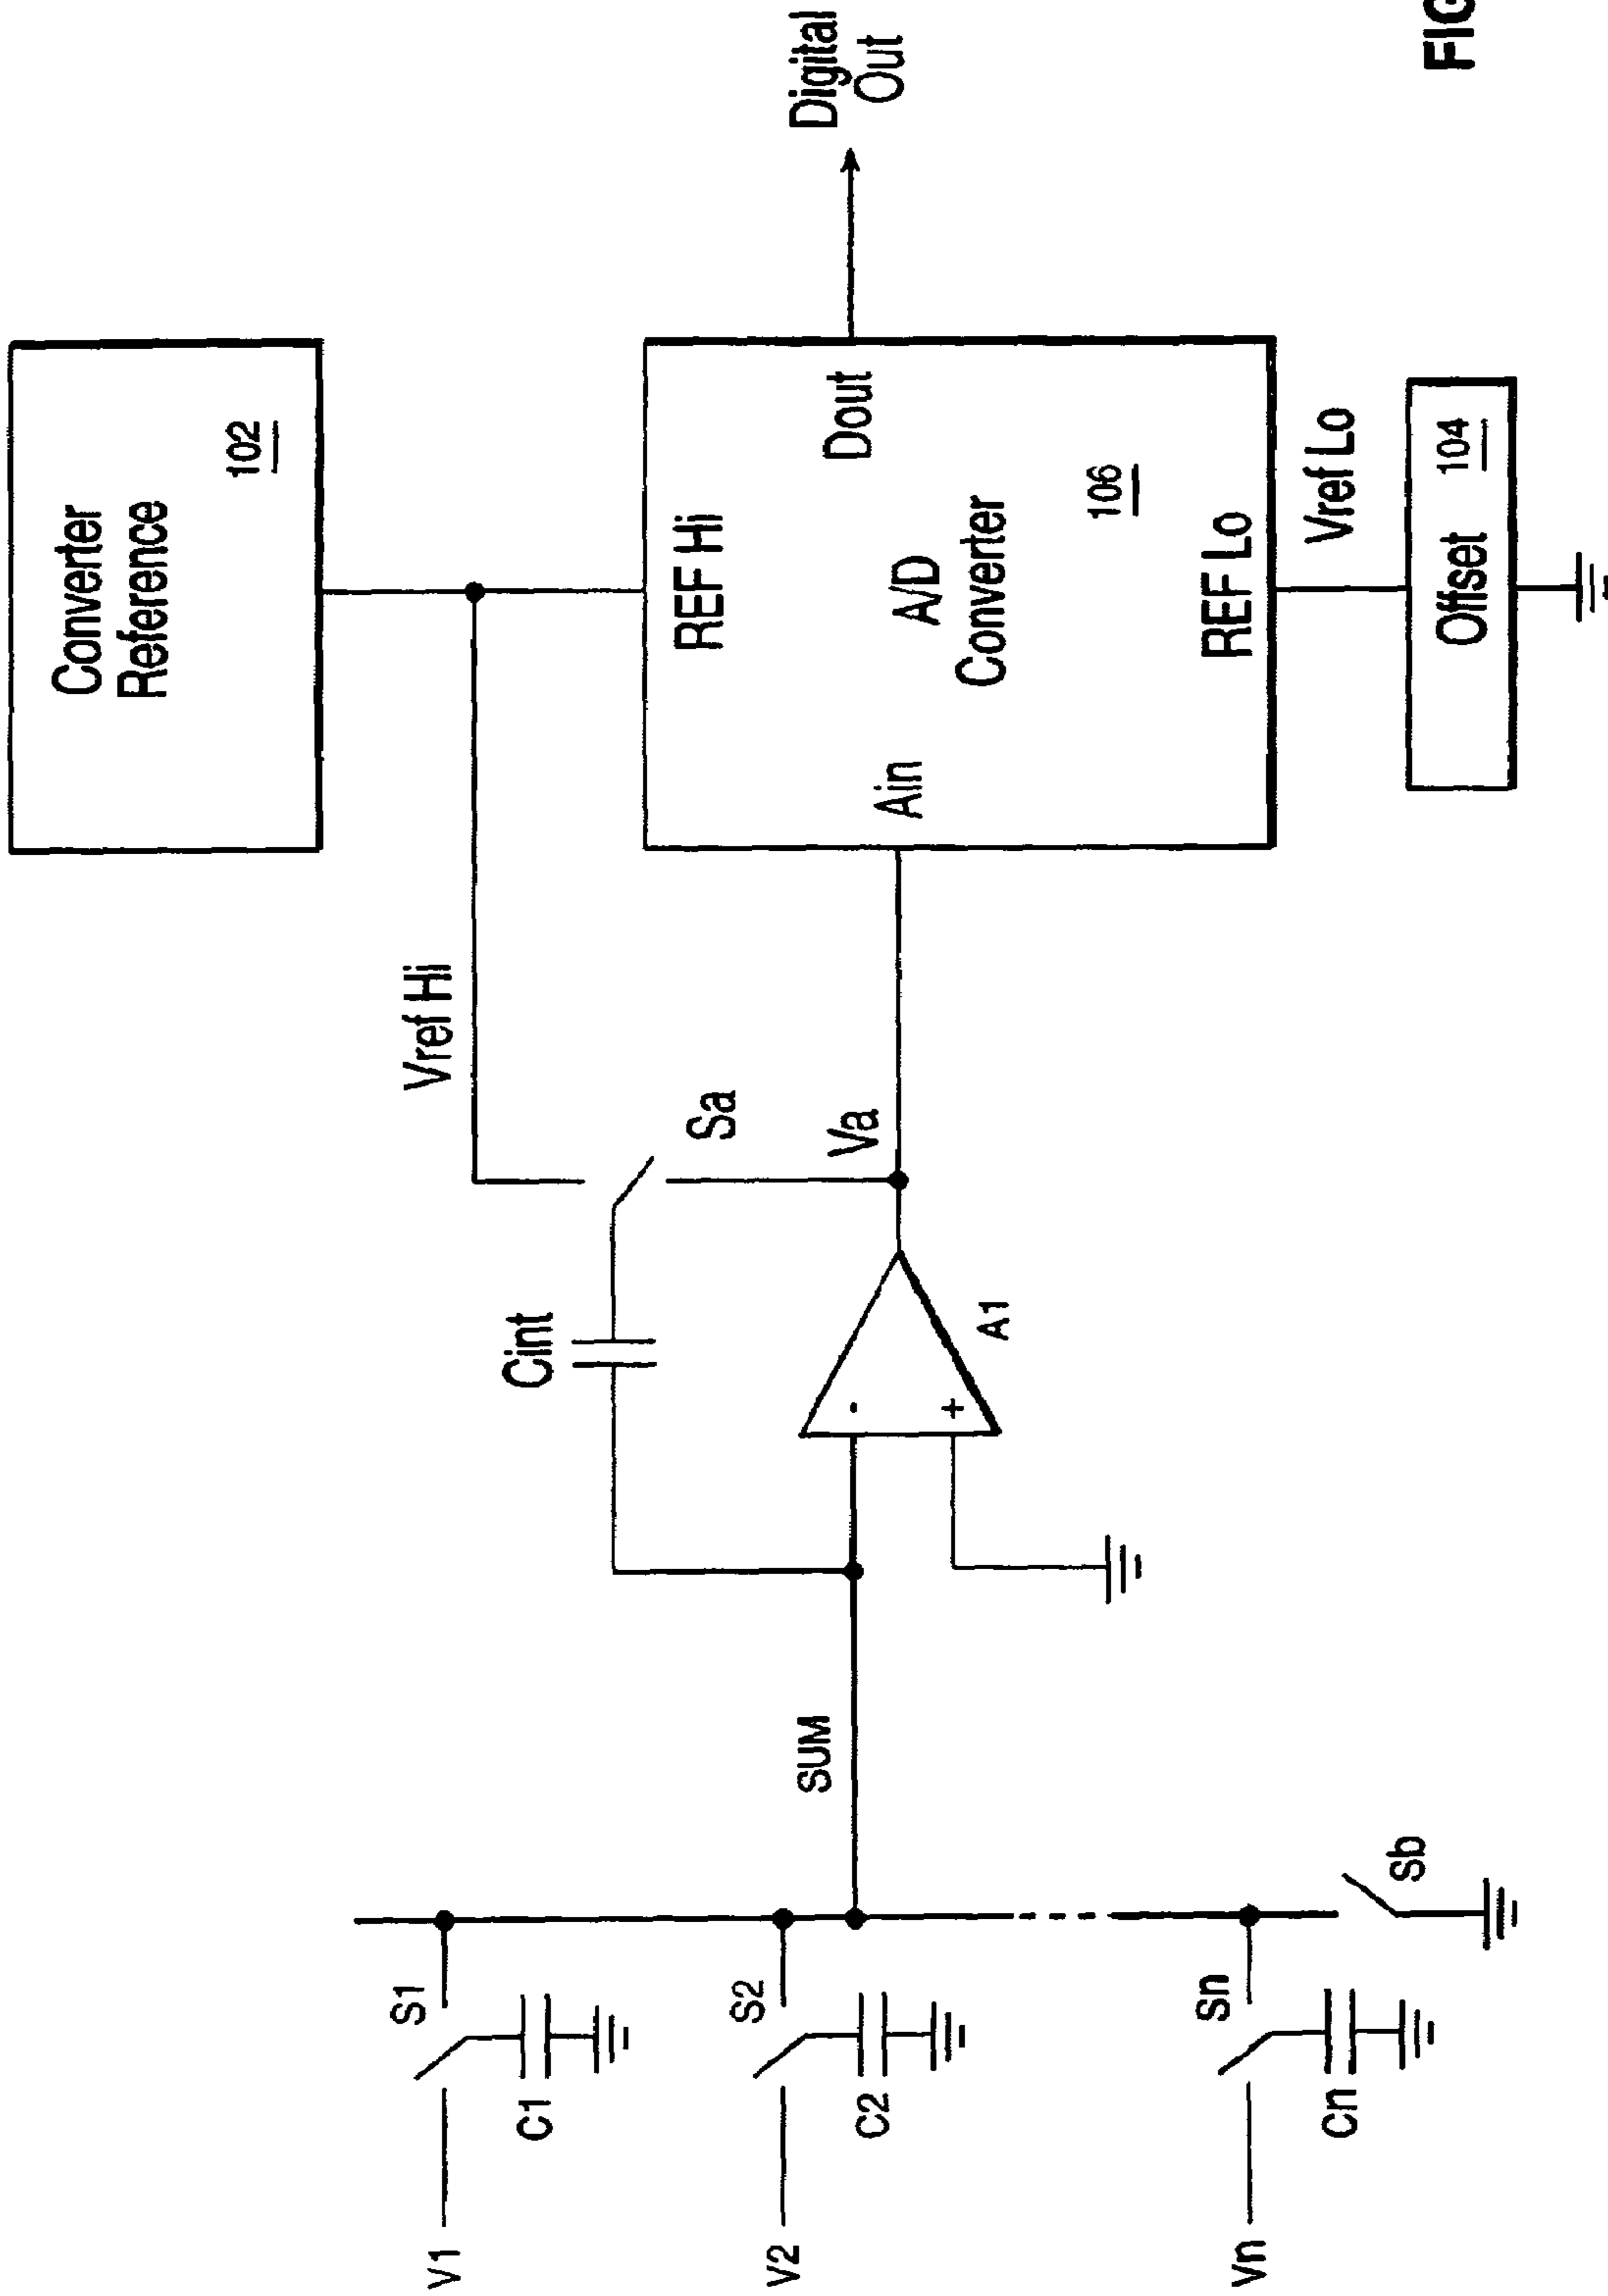 Converter
Reference
102
Vref Hi
REF Hi
Digital
Out
Dout
A/D
Converter
106
Ain
REF Lo
Vref Lo
Offset
104
Cint
Sa
Va
-
+
A1
SUM
V1
S1
C1
V2
S2
C2
Vn
Sn
Cn
Sb
FIG